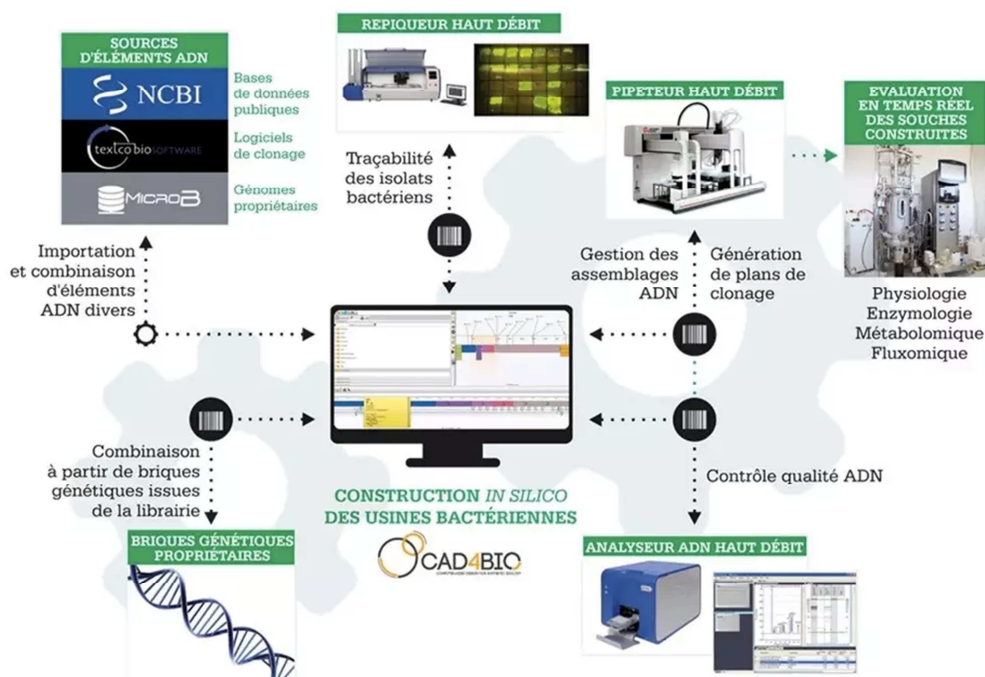 SOURCES
D'ÉLÉMENTS ADN
NCBI
Bases
de données
publiques
textco bio SOFTWARE
Logiciels
de clonage
MICROB
Génomes
propriétaires
REPIQUEUR HAUT DÉBIT
PIPETEUR HAUT DÉBIT
EVALUATION
EN TEMPS RÉEL
DES SOUCHES
CONSTRUITES
Traçabilité
des isolats
bactériens
Importation
et combinaison
d'éléments
ADN divers
Gestion des
assemblages
ADN
Génération
de plans de
clonage
Physiologie
Enzymologie
Métabolomique
Fluxomique
Combinaison
à partir de briques
génétiques issues
de la librairie
Contrôle qualité ADN
CONSTRUCTION IN SILICO
DES USINES BACTÉRIENNES
CAD4BIO
BRIQUES GÉNÉTIQUES
PROPRIÉTAIRES
ANALYSEUR ADN HAUT DÉBIT